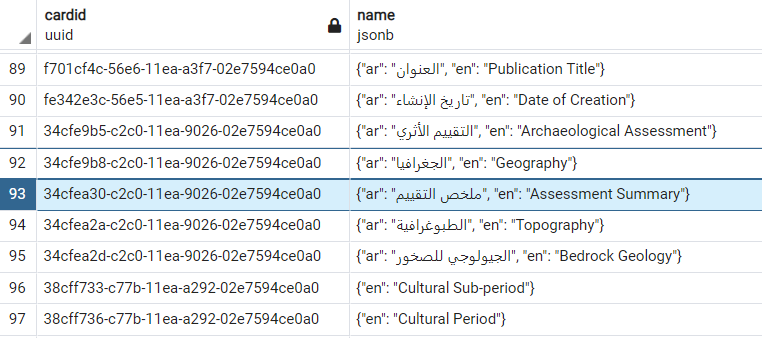 cardid name
uuid jsonb
89 f701cf4c-56e6-11ea-a3f7-02e7594ce0a0 {"ar": "العنوان", "en": "Publication Title"}
90 fe342e3c-56e5-11ea-a3f7-02e7594ce0a0 {"ar": "تاريخ الإنشاء", "en": "Date of Creation"}
91 34cfe9b5-c2c0-11ea-9026-02e7594ce0a0 {"ar": "التقييم الأثري", "en": "Archaeological Assessment"}
92 34cfe9b8-c2c0-11ea-9026-02e7594ce0a0 {"ar": "الجغرافيا", "en": "Geography"}
93 34cfea30-c2c0-11ea-9026-02e7594ce0a0 {"ar": "ملخص التقييم", "en": "Assessment Summary"}
94 34cfea2a-c2c0-11ea-9026-02e7594ce0a0 {"ar": "الطبوغرافية", "en": "Topography"}
95 34cfea2d-c2c0-11ea-9026-02e7594ce0a0 {"ar": "الجيولوجي للصخور", "en": "Bedrock Geology"}
96 38cff733-c77b-11ea-a292-02e7594ce0a0 {"en": "Cultural Sub-period"}
97 38cff736-c77b-11ea-a292-02e7594ce0a0 {"en": "Cultural Period"}